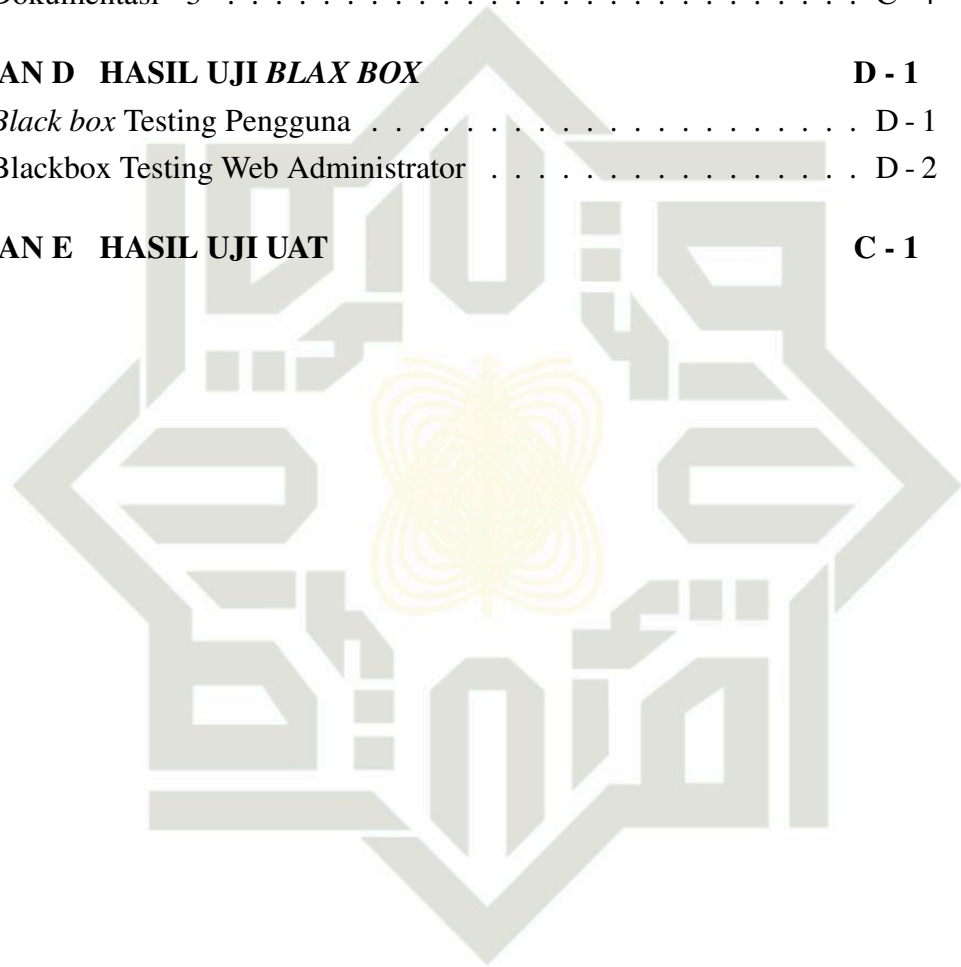 Dokumentasi - 3 . . . . . . . . . . . . . . . . . . . . . . . . . . . C - 4
AN D HASIL UJI BLAX BOX D - 1
Black box Testing Pengguna . . . . . . . . . . . . . . . . . . . . . D - 1
Blackbox Testing Web Administrator . . . . . . . . . . . . . . . . D - 2
AN E HASIL UJI UAT C - 1